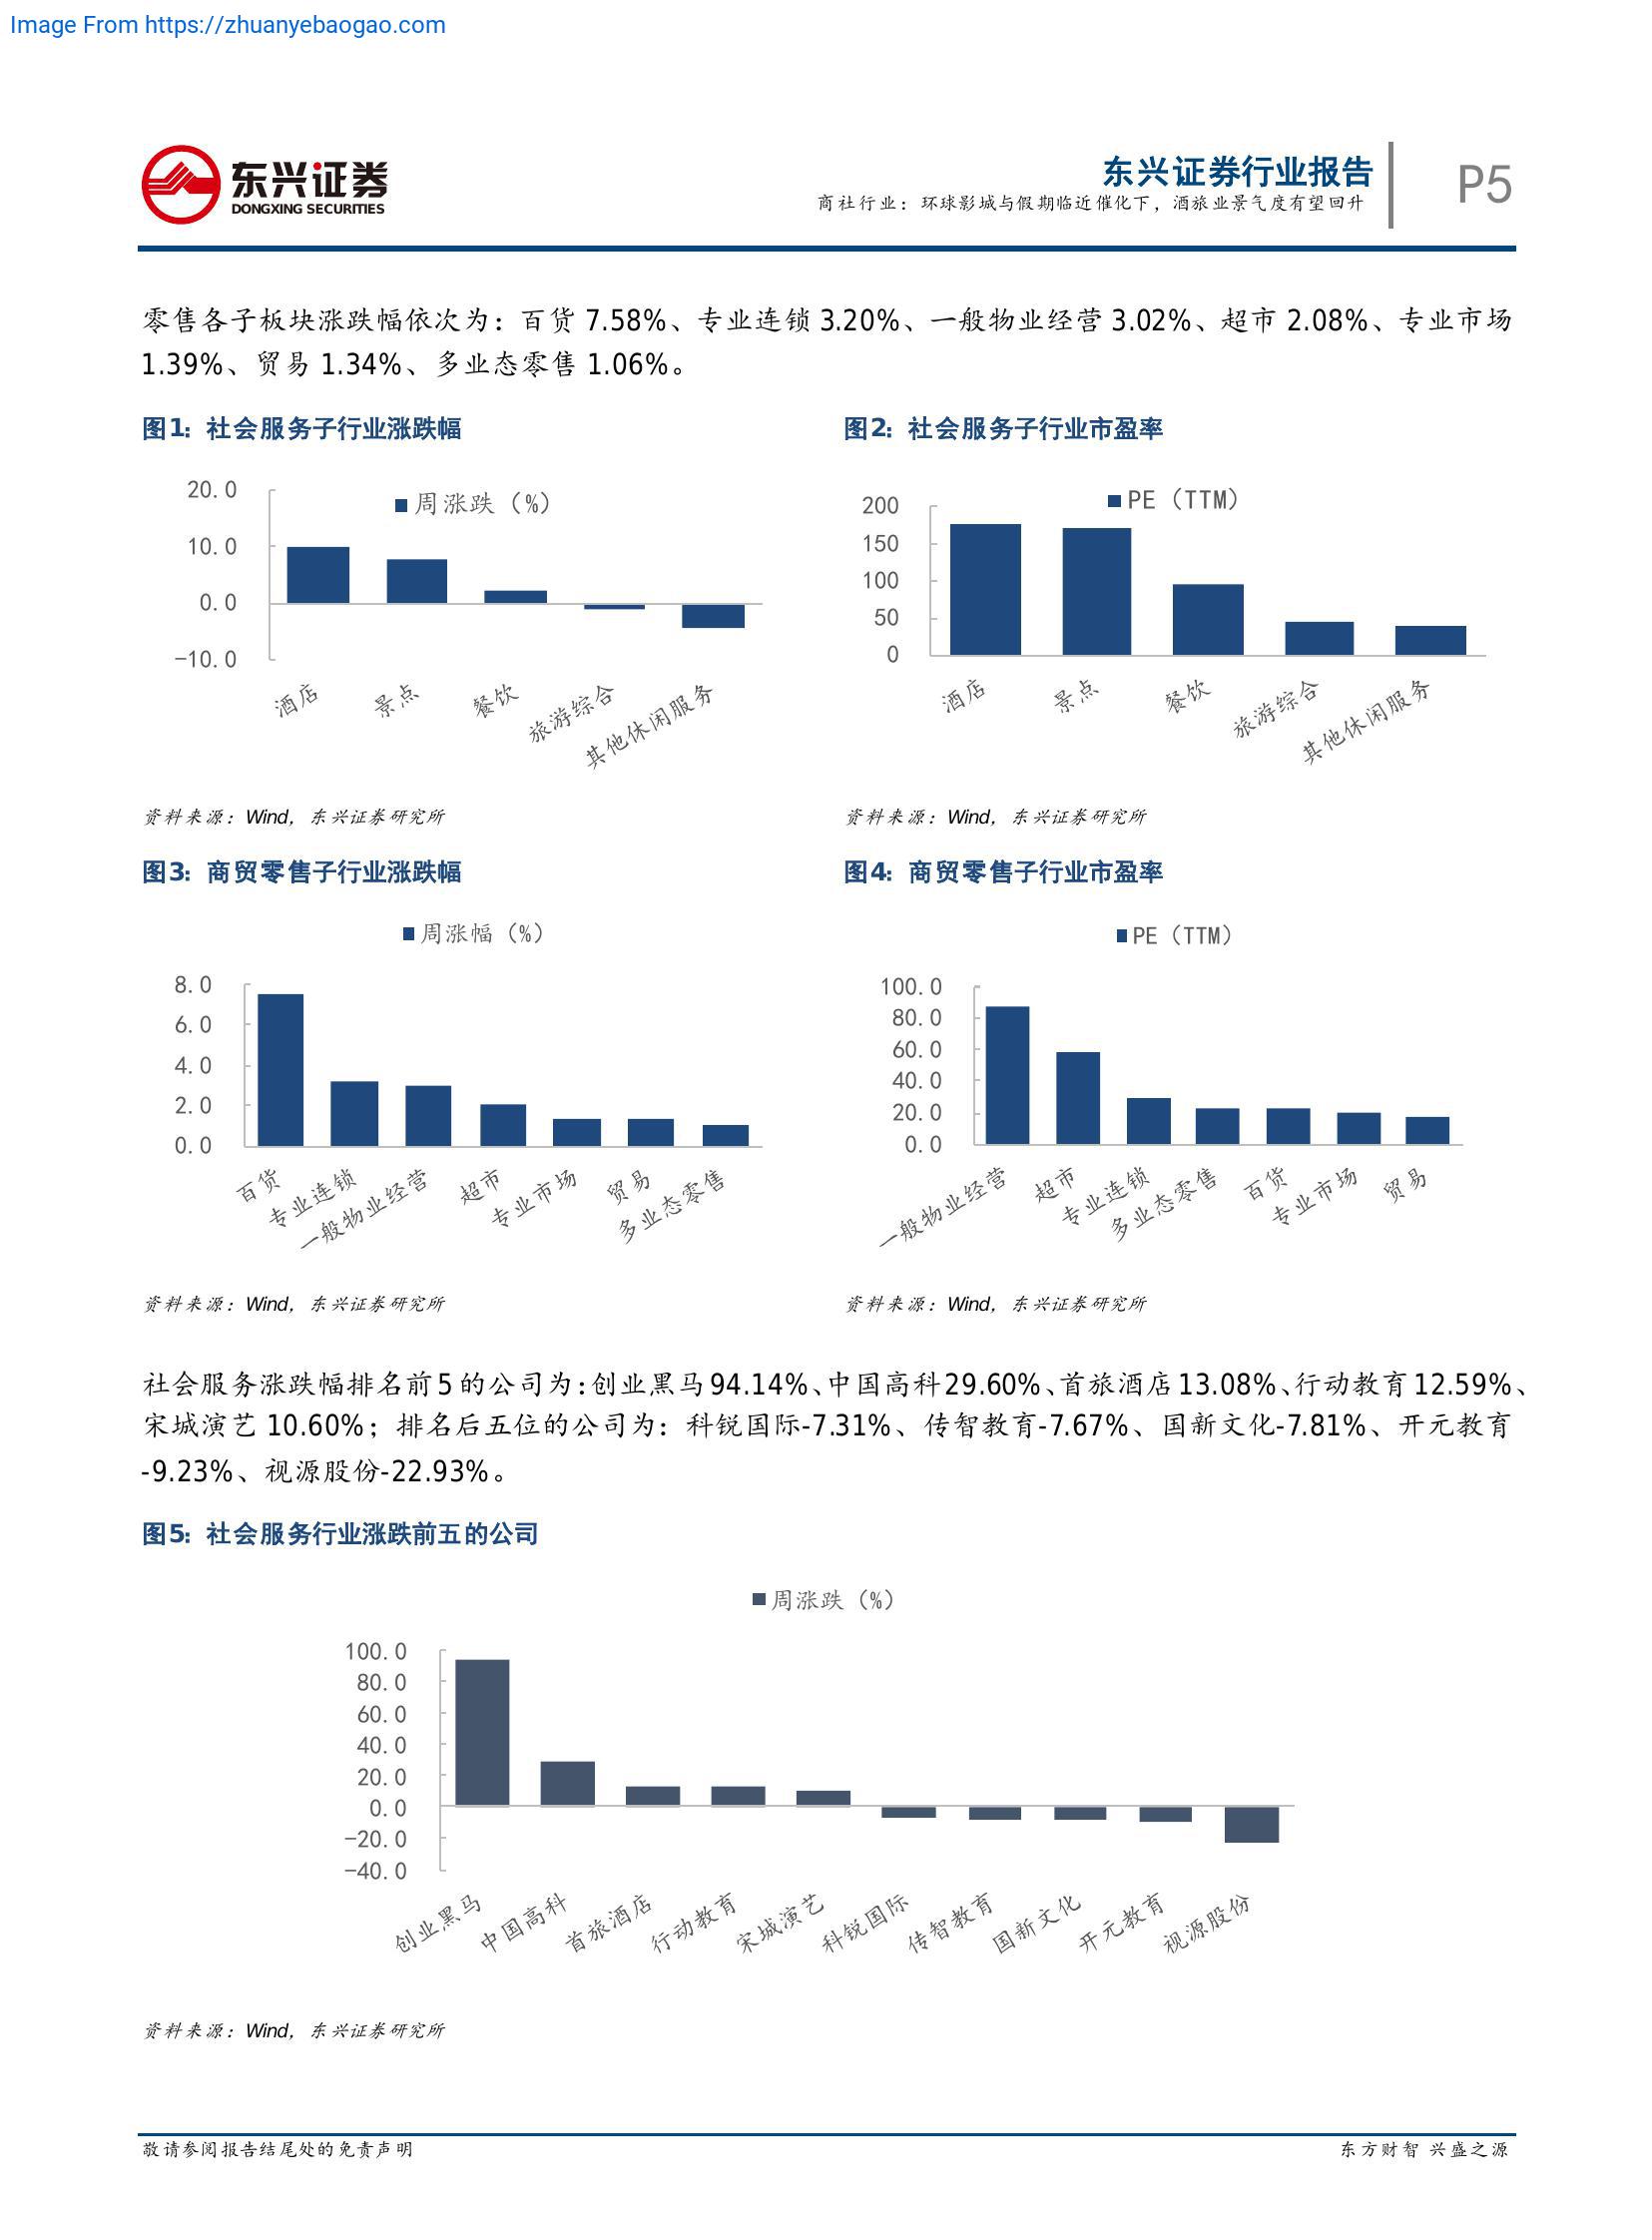 Image From https://zhuanyebaogao.com
东兴证券
DONGXING SECURITIES
东兴证券行业报告
商社行业：环球影城与假期临近催化下，酒旅业景气度有望回升
P5
零售各子板块涨跌幅依次为：百货 7.58%、专业连锁 3.20%、一般物业经营 3.02%、超市 2.08%、专业市场
1.39%、贸易 1.34%、多业态零售 1.06%。
图1：社会服务子行业涨跌幅
周涨跌（%）
20.0
10.0
0.0
-10.0
酒店
景点
餐饮
旅游综合
其他休闲服务
资料来源：Wind，东兴证券研究所
图2：社会服务子行业市盈率
PE（TTM）
200
150
100
50
0
酒店
景点
餐饮
旅游综合
其他休闲服务
资料来源：Wind，东兴证券研究所
图3：商贸零售子行业涨跌幅
周涨幅（%）
8.0
6.0
4.0
2.0
0.0
百货
专业连锁
一般物业经营
超市
专业市场
贸易
多业态零售
资料来源：Wind，东兴证券研究所
图4：商贸零售子行业市盈率
PE（TTM）
100.0
80.0
60.0
40.0
20.0
0.0
一般物业经营
超市
专业连锁
多业态零售
百货
专业市场
贸易
资料来源：Wind，东兴证券研究所
社会服务涨跌幅排名前 5 的公司为：创业黑马 94.14%、中国高科 29.60%、首旅酒店 13.08%、行动教育 12.59%、
宋城演艺 10.60%；排名后五位的公司为：科锐国际-7.31%、传智教育-7.67%、国新文化-7.81%、开元教育
-9.23%、视源股份-22.93%。
图5：社会服务行业涨跌前五的公司
周涨跌（%）
100.0
80.0
60.0
40.0
20.0
0.0
-20.0
-40.0
创业黑马
中国高科
首旅酒店
行动教育
宋城演艺
科锐国际
传智教育
国新文化
开元教育
视源股份
资料来源：Wind，东兴证券研究所
敬请参阅报告结尾处的免责声明
东方财智 兴盛之源